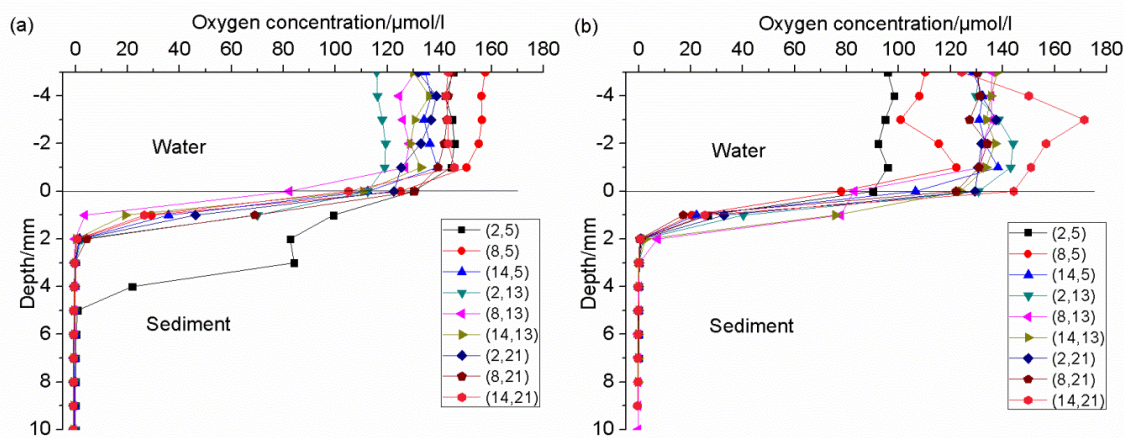 (a)
Oxygen concentration/μmol/l
0 20 40 60 80 100 120 140 160 180
-4
-2
0
2
4
6
8
10
Depth/mm
Water
Sediment
(2,5)
(8,5)
(14,5)
(2,13)
(8,13)
(14,13)
(2,21)
(8,21)
(14,21)
(b)
Oxygen concentration/μmol/l
0 20 40 60 80 100 120 140 160 180
-4
-2
0
2
4
6
8
10
Depth/mm
Water
Sediment
(2,5)
(8,5)
(14,5)
(2,13)
(8,13)
(14,13)
(2,21)
(8,21)
(14,21)